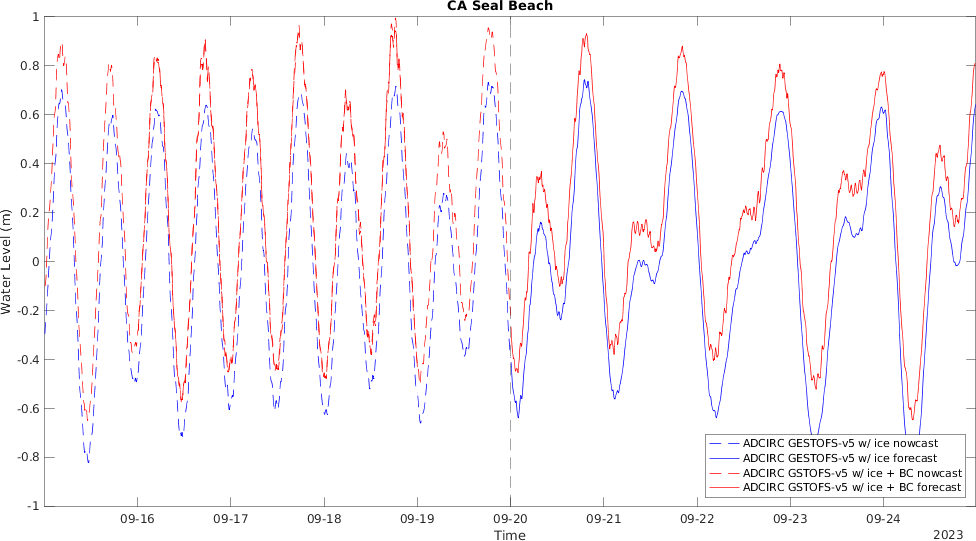 CA Seal Beach
1
0.8
0.6
0.4
0.2
0
-0.2
-0.4
-0.6
-0.8
-1
Water Level (m)
ADCIRC GESTOFS-v5 w/ ice nowcast
ADCIRC GESTOFS-v5 w/ ice forecast
ADCIRC GSTOFS-v5 w/ ice + BC nowcast
ADCIRC GSTOFS-v5 w/ ice + BC forecast
09-16 09-17 09-18 09-19 09-20 09-21 09-22 09-23 09-24
Time
2023